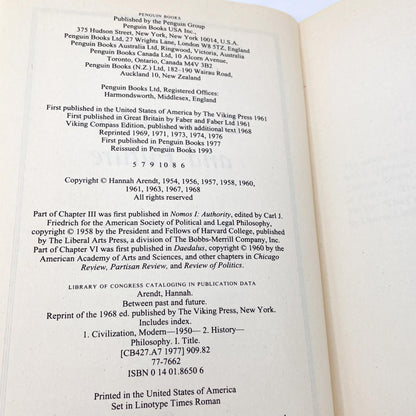 PENGUIN BOOKS
Published by the Penguin Group
Penguin Books USA Inc.,
375 Hudson Street, New York, New York 10014, U.S.A.
Penguin Books Ltd, 27 Wrights Lane, London W8 5TZ, England
Penguin Books Australia Ltd, Ringwood, Victoria, Australia
Penguin Books Canada Ltd, 10 Alcorn Avenue,
Toronto, Ontario, Canada M4V 3B2
Penguin Books (N.Z.) Ltd, 182–190 Wairau Road,
Auckland 10, New Zealand
Penguin Books Ltd, Registered Offices:
Harmondsworth, Middlesex, England
First published in the United States of America by The Viking Press 1961
First published in Great Britain by Faber and Faber Ltd 1961
Viking Compass Edition, published with additional text 1968
Reprinted 1969, 1971, 1973, 1974, 1976
First published in Penguin Books 1977
Reissued in Penguin Books 1993
5 7 9 10 8 6
Copyright © Hannah Arendt, 1954, 1956, 1957, 1958, 1960,
1961, 1963, 1967, 1968
All rights reserved
Part of Chapter III was first published in Nomos I: Authority, edited by Carl J.
Friedrich for the American Society of Political and Legal Philosophy,
copyright © 1958 by the President and Fellows of Harvard College, published
by The Liberal Arts Press, a division of The Bobbs-Merrill Company, Inc.
Part of Chapter VI was first published in Daedalus, copyright © 1960 by the
American Academy of Arts and Sciences, and other chapters in Chicago
Review, Partisan Review, and Review of Politics.
LIBRARY OF CONGRESS CATALOGING IN PUBLICATION DATA
Arendt, Hannah.
Between past and future.
Reprint of the 1968 ed. published by The Viking Press, New York.
Includes index.
1. Civilization, Modern—1950— 2. History—
Philosophy. I. Title.
[CB427.A7 1977] 909.82
77-7662
ISBN 0 14 01.8650 6
Printed in the United States of America
Set in Linotype Times Roman